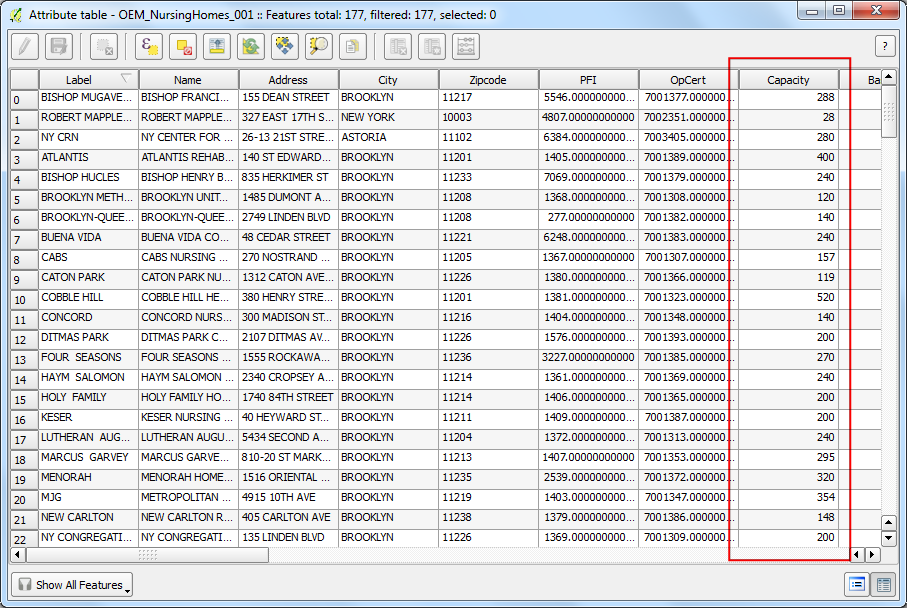 Attribute table - OEM_NursingHomes_001 :: Features total: 177, filtered: 177, selected: 0
ε ?
Label Name Address City Zipcode PFI OpCert Capacity Ba
0 BISHOP MUGAVE... BISHOP FRANCI... 155 DEAN STREET BROOKLYN 11217 5546.000000000... 7001377.000000... 288
1 ROBERT MAPPLE... ROBERT MAPPLE... 327 EAST 17TH S... NEW YORK 10003 4807.00000000000 7002351.000000... 28
2 NY CRN NY CENTER FOR ... 26-13 21ST STRE... ASTORIA 11102 6384.000000000... 7003405.000000... 280
3 ATLANTIS ATLANTIS REHAB... 140 ST EDWARD... BROOKLYN 11201 1405.000000000... 7001389.000000... 400
4 BISHOP HUCLES BISHOP HENRY B... 835 HERKIMER ST BROOKLYN 11233 7069.000000000... 7001379.000000... 240
5 BROOKLYN METH... BROOKLYN UNIT... 1485 DUMONT A... BROOKLYN 11208 1368.000000000... 7001308.000000... 120
6 BROOKLYN-QUEE... BROOKLYN-QUEE... 2749 LINDEN BLVD BROOKLYN 11208 277.00000000000 7001382.000000... 140
7 BUENA VIDA BUENA VIDA CO... 48 CEDAR STREET BROOKLYN 11221 6248.000000000... 7001383.000000... 240
8 CABS CABS NURSING ... 270 NOSTRAND ... BROOKLYN 11205 1367.00000000000 7001307.000000... 157
9 CATON PARK CATON PARK NU... 1312 CATON AVE... BROOKLYN 11226 1380.000000000... 7001366.000000... 119
10 COBBLE HILL COBBLE HILL HE... 380 HENRY STRE... BROOKLYN 11201 1381.000000000... 7001323.000000... 520
11 CONCORD CONCORD NURS... 300 MADISON ST... BROOKLYN 11216 1404.000000000... 7001348.000000... 140
12 DITMAS PARK DITMAS PARK C... 2107 DITMAS AV... BROOKLYN 11226 1576.000000000... 7001393.000000... 200
13 FOUR SEASONS FOUR SEASONS ... 1555 ROCKAWA... BROOKLYN 11236 3227.00000000000 7001385.000000... 270
14 HAYM SALOMON HAYM SALOMON ... 2340 CROPSEY A... BROOKLYN 11214 1361.000000000... 7001369.000000... 240
15 HOLY FAMILY HOLY FAMILY HO... 1740 84TH STREET BROOKLYN 11214 1406.000000000... 7001365.000000... 200
16 KESER KESER NURSING ... 40 HEYWARD ST... BROOKLYN 11211 1409.000000000... 7001387.000000... 200
17 LUTHERAN AUG... LUTHERAN AUGU... 5434 SECOND A... BROOKLYN 11204 1372.000000000... 7001313.000000... 240
18 MARCUS GARVEY MARCUS GARVE... 810-20 ST MARK... BROOKLYN 11213 1407.00000000000 7001353.000000... 295
19 MENORAH MENORAH HOME... 1516 ORIENTAL ... BROOKLYN 11235 2539.000000000... 7001372.000000... 320
20 MJG METROPOLITAN ... 4915 10TH AVE BROOKLYN 11219 1403.000000000... 7001347.000000... 354
21 NEW CARLTON NEW CARLTON R... 405 CARLTON AVE BROOKLYN 11238 1379.000000000... 7001386.000000... 148
22 NY CONGREGATI... NY CONGREGATI... 135 LINDEN BLVD BROOKLYN 11226 1369.000000000... 7001309.000000... 200
Show All Features